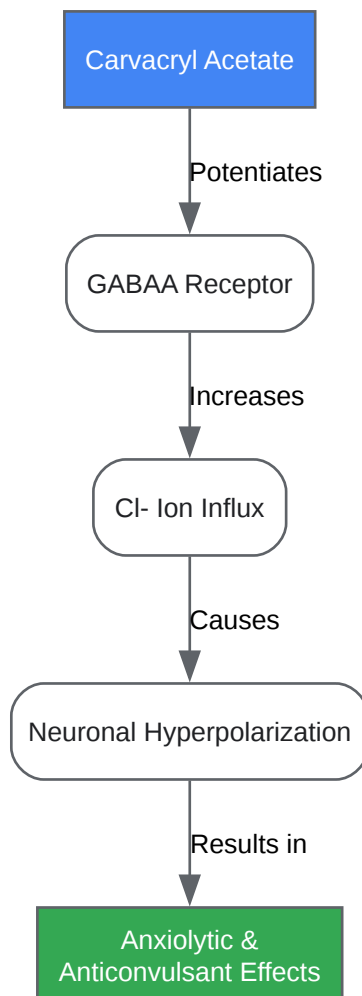 Carvacryl Acetate
Potentiates
GABAA Receptor
Increases
Cl- Ion Influx
Causes
Neuronal Hyperpolarization
Results in
Anxiolytic &
Anticonvulsant Effects